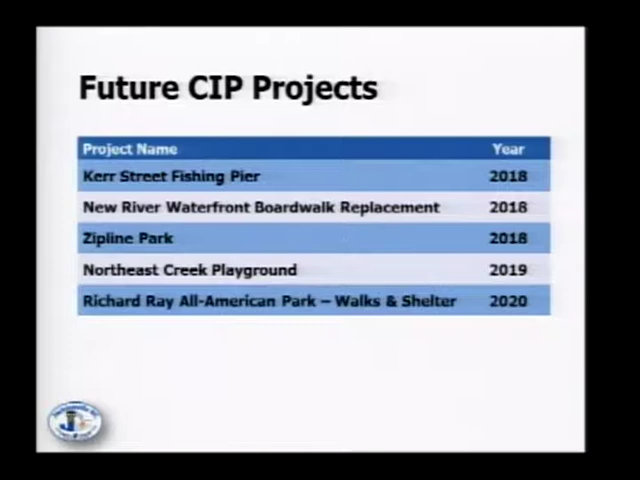 Future CIP Projects
Project Name Year
Kerr Street Fishing Pier 2018
New River Waterfront Boardwalk Replacement 2018
Zipline Park 2018
Northeast Creek Playground 2019
Richard Ray All-American Park – Walks & Shelter 2020